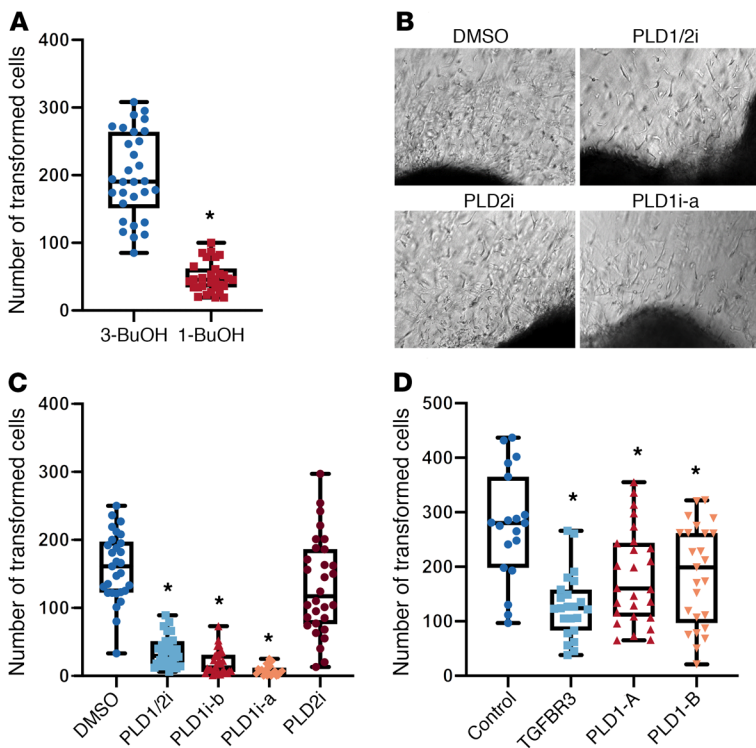 A
Number of transformed cells
400
300
200
100
0
*
3-BuOH 1-BuOH
B
DMSO PLD1/2i
PLD2i PLD1i-a
C
Number of transformed cells
400
300
200
100
0
* * *
DMSO PLD1/2i PLD1i-b PLD1i-a PLD2i
D
Number of transformed cells
500
400
300
200
100
0
* * *
Control TGFBR3 PLD1-A PLD1-B